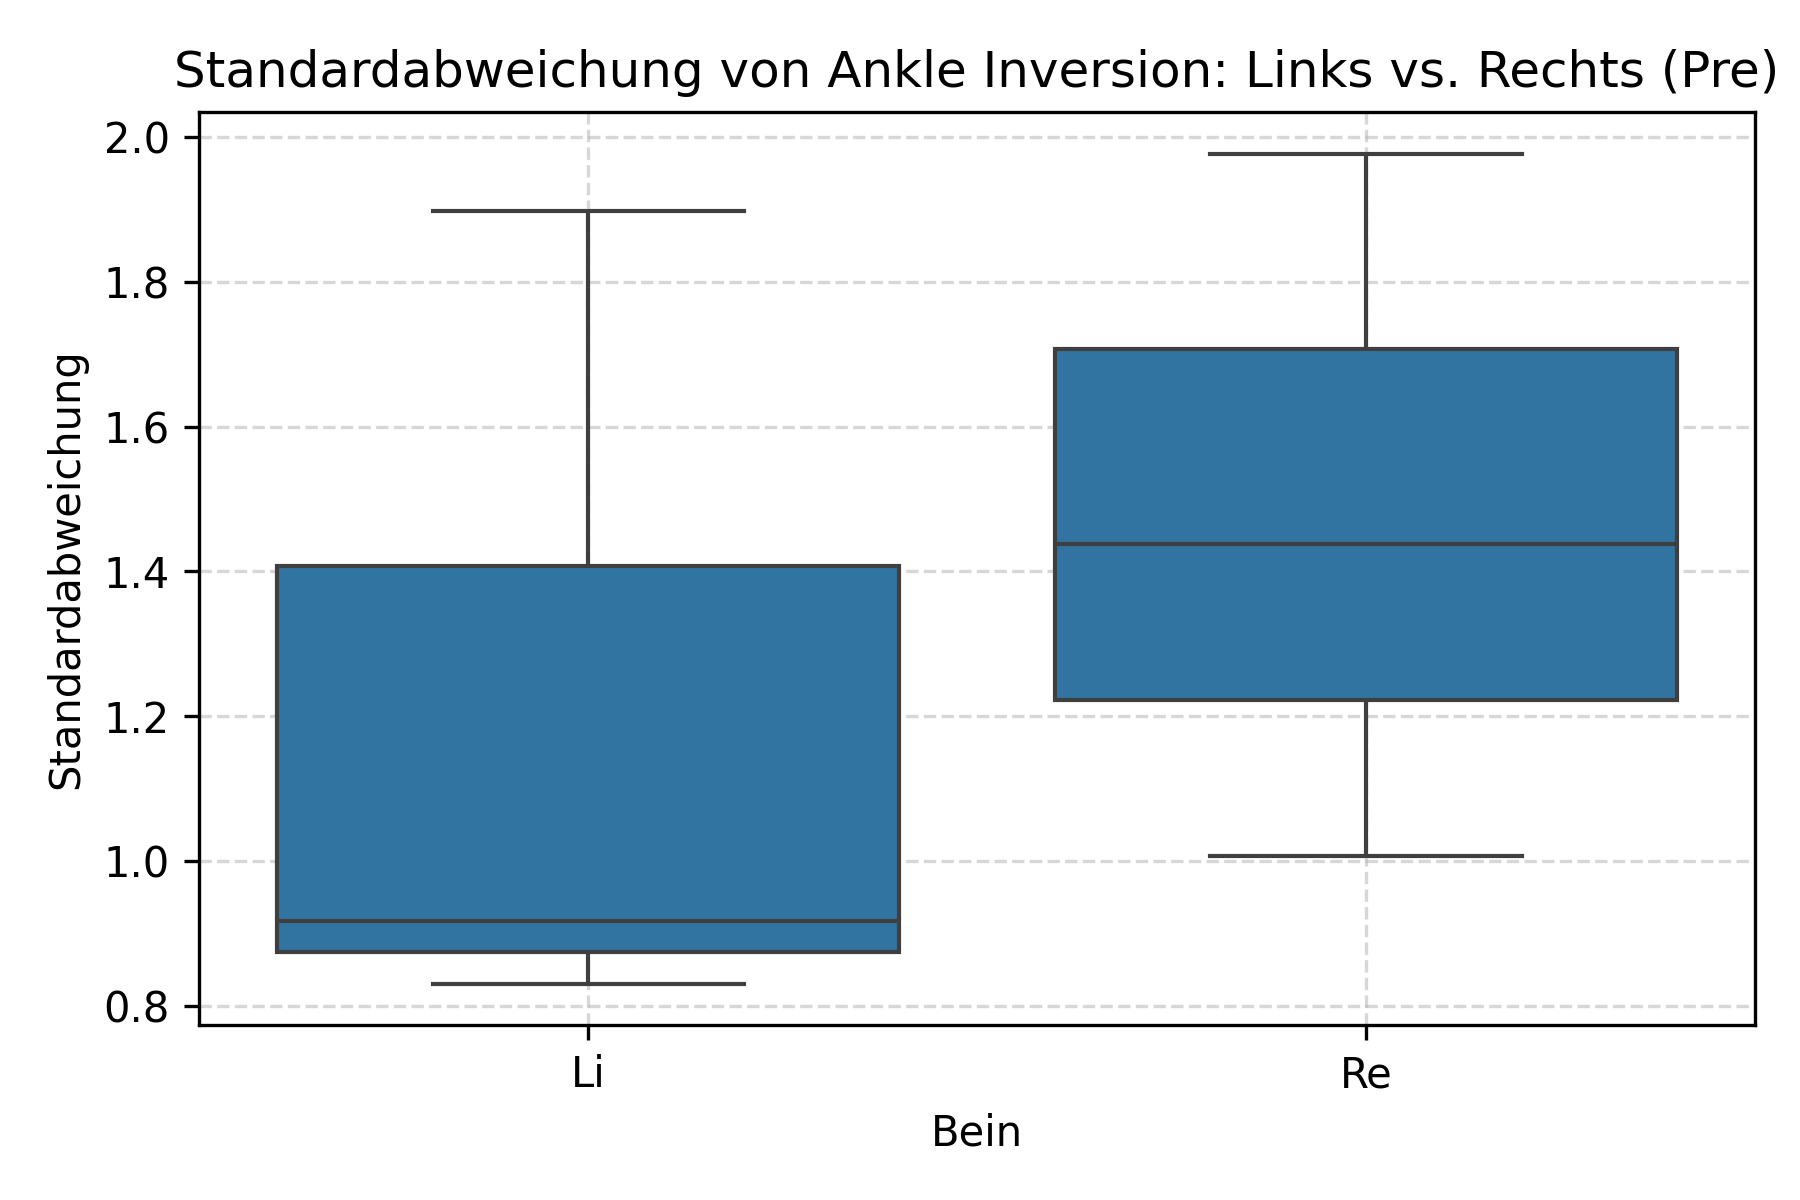 Standardabweichung von Ankle Inversion: Links vs. Rechts (Pre)
Standardabweichung
2.0
1.8
1.6
1.4
1.2
1.0
0.8
Li
Re
Bein